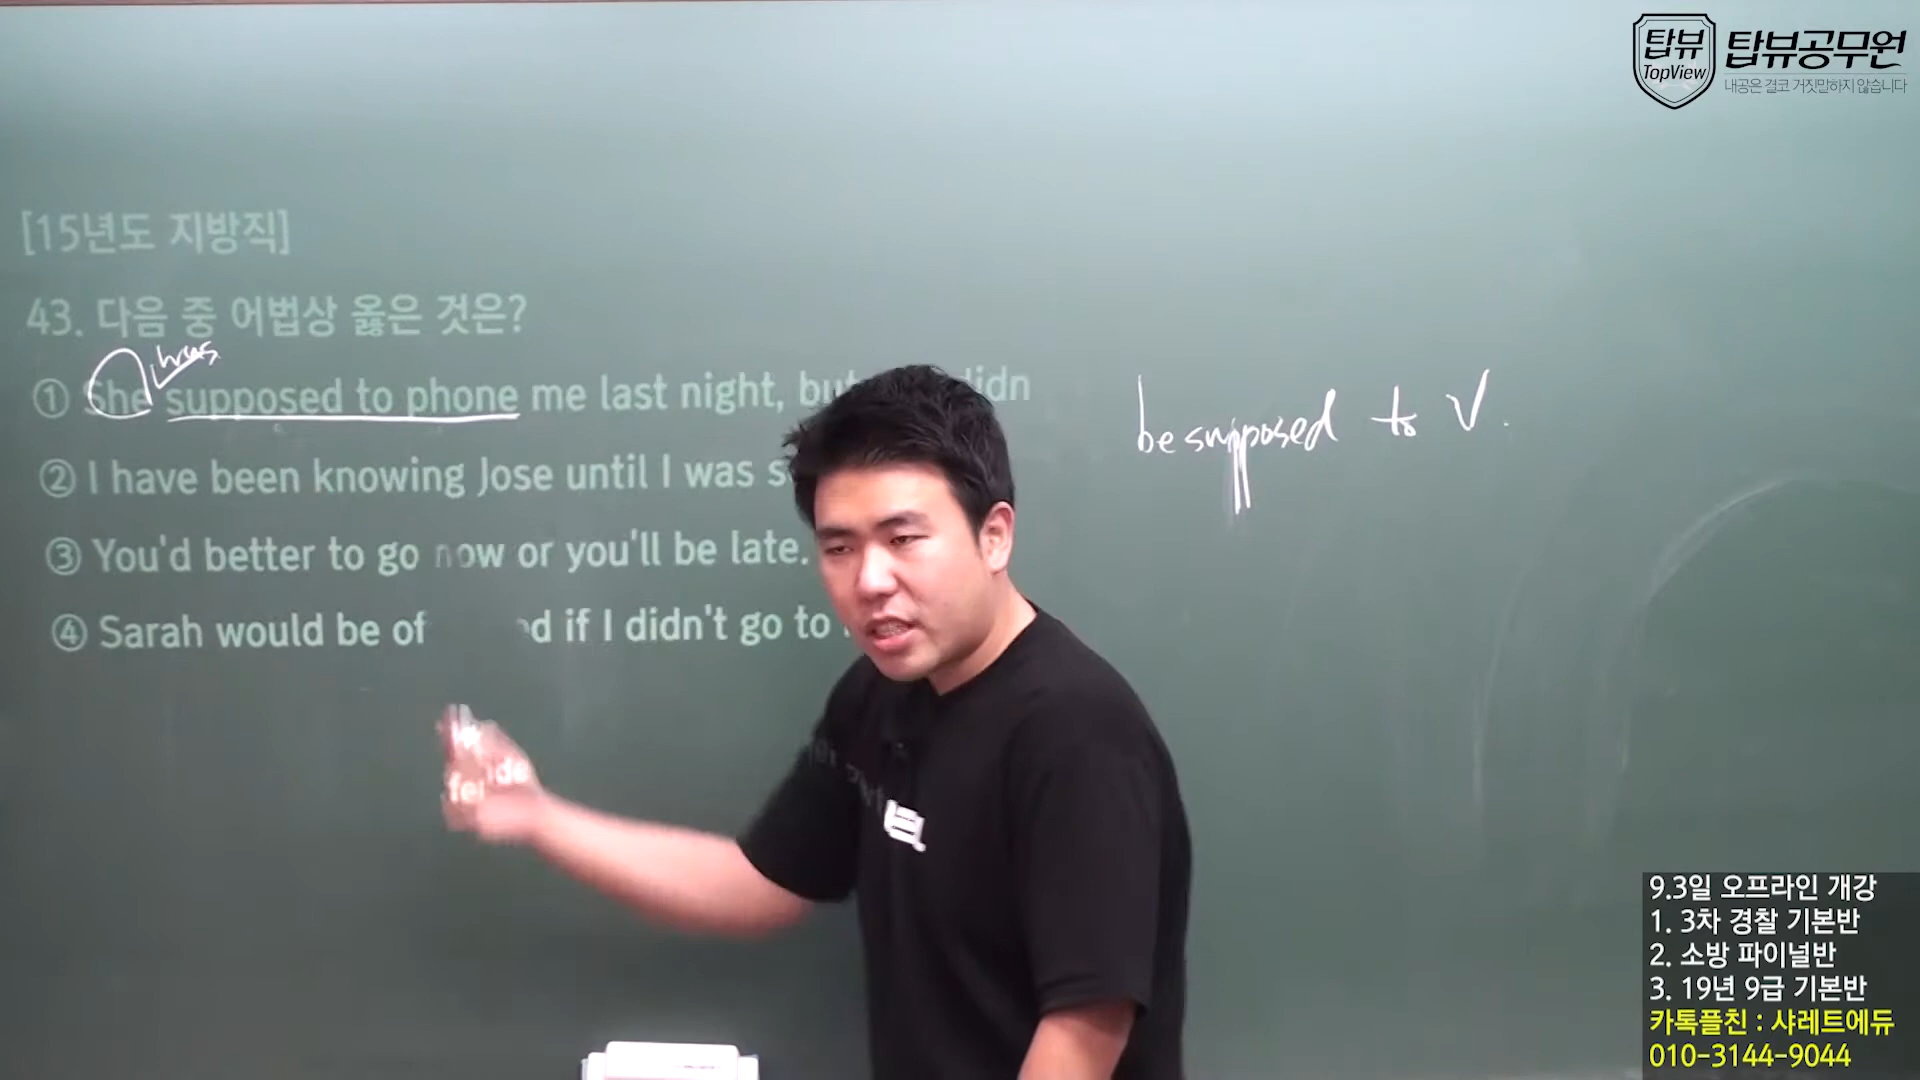 탑뷰
TopView
탑뷰공무원
내공은 결코 거짓말하지 않습니다
[15년도 지방직]
43. 다음 중 어법상 옳은 것은?
was
① She supposed to phone me last night, but didn
be supposed to V.
② I have been knowing Jose until I was
③ You'd better to go now or you'll be late.
④ Sarah would be of d if I didn't go to
fe nde
9.3일 오프라인 개강
1. 3차 경찰 기본반
2. 소방 파이널반
3. 19년 9급 기본반
카톡플친 : 샤레트에듀
010-3144-9044